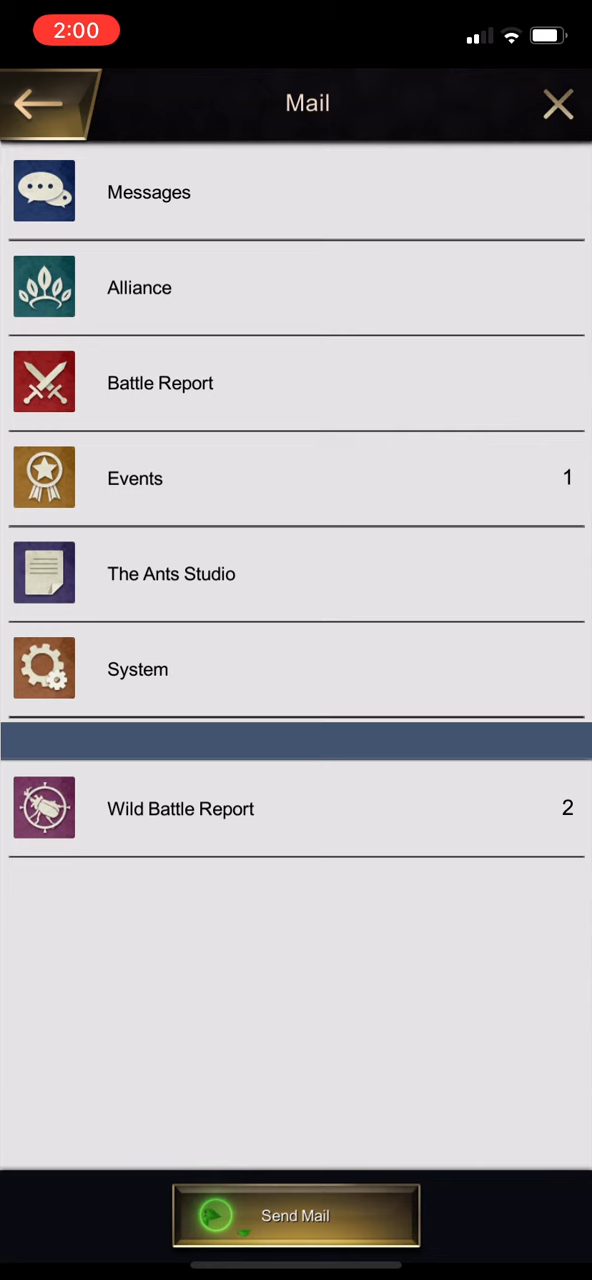 2:00
Mail
Messages
Alliance
Battle Report
Events 1
The Ants Studio
System
Wild Battle Report 2
Send Mail